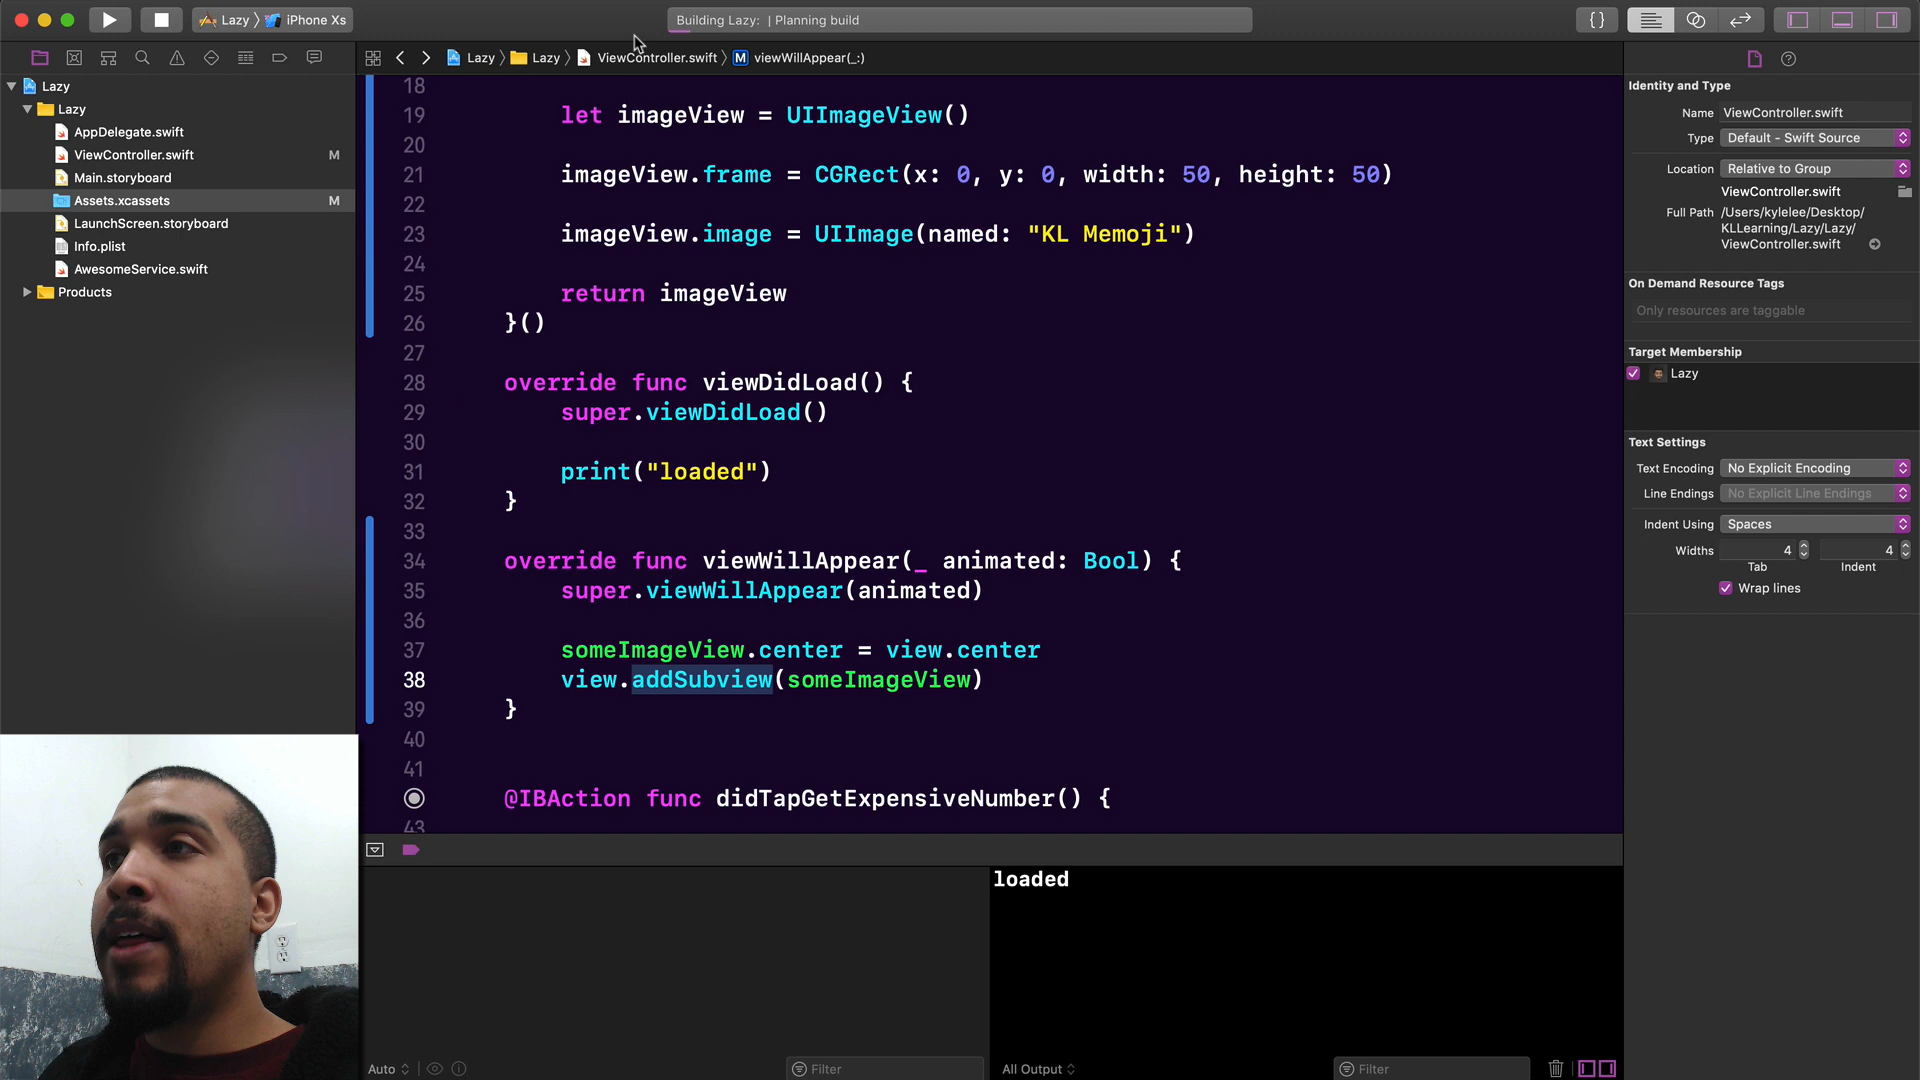 Lazy
iPhone Xs
Building Lazy: | Planning build
Lazy
Lazy
ViewController.swift
M
viewWillAppear(_:)
Lazy
Lazy
AppDelegate.swift
ViewController.swift
M
Main.storyboard
Assets.xcassets
M
LaunchScreen.storyboard
Info.plist
AwesomeService.swift
Products
18
19 let imageView = UIImageView()
20
21 imageView.frame = CGRect(x: 0, y: 0, width: 50, height: 50)
22
23 imageView.image = UIImage(named: "KL Memoji")
24
25 return imageView
26 }()
27
28 override func viewDidLoad() {
29 super.viewDidLoad()
30
31 print("loaded")
32 }
33
34 override func viewWillAppear(_ animated: Bool) {
35 super.viewWillAppear(animated)
36
37 someImageView.center = view.center
38 view.addSubview(someImageView)
39 }
40
41
@IBAction func didTapGetExpensiveNumber() {
43
Identity and Type
Name ViewController.swift
Type Default - Swift Source
Location Relative to Group
ViewController.swift
Full Path /Users/kylelee/Desktop/
KLLearning/Lazy/Lazy/
ViewController.swift
On Demand Resource Tags
Only resources are taggable
Target Membership
Lazy
Text Settings
Text Encoding No Explicit Encoding
Line Endings No Explicit Line Endings
Indent Using Spaces
Widths 4 4
Tab Indent
Wrap lines
loaded
Auto
Filter
All Output
Filter